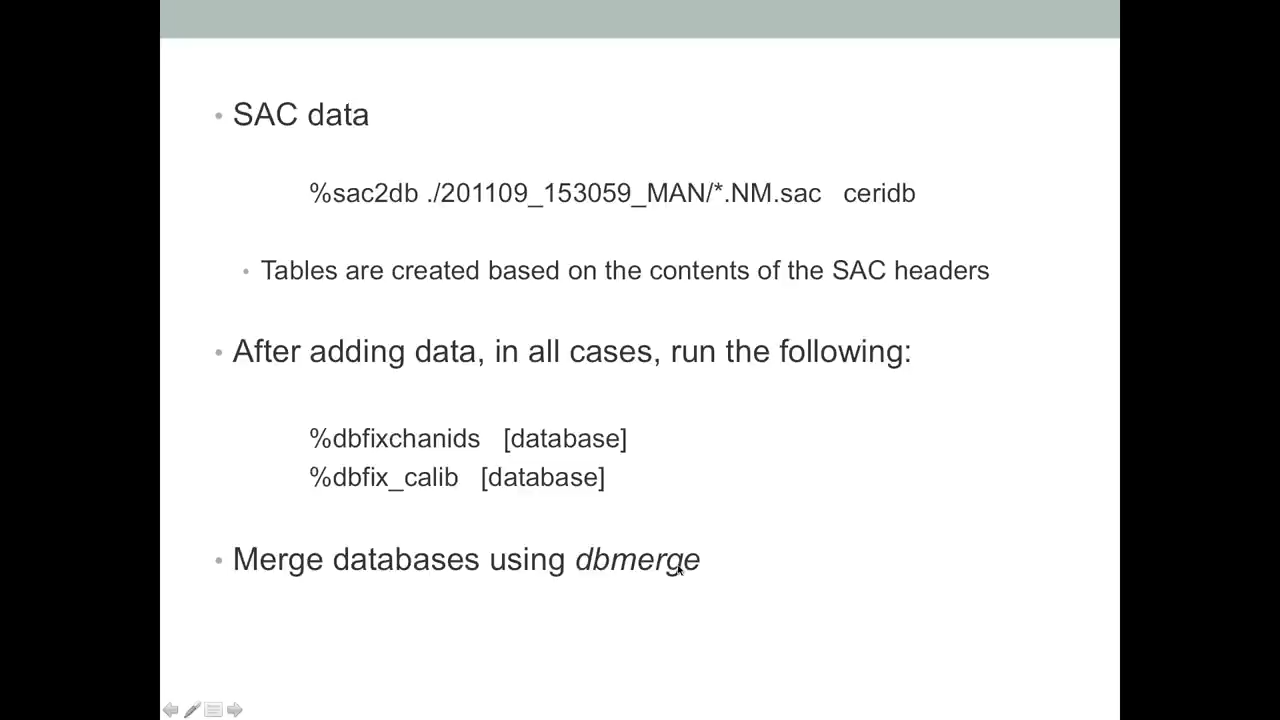 • SAC data
%sac2db ./201109_153059_MAN/*.NM.sac ceridb
• Tables are created based on the contents of the SAC headers
• After adding data, in all cases, run the following:
%dbfixchanids [database]
%dbfix_calib [database]
• Merge databases using dbmerge